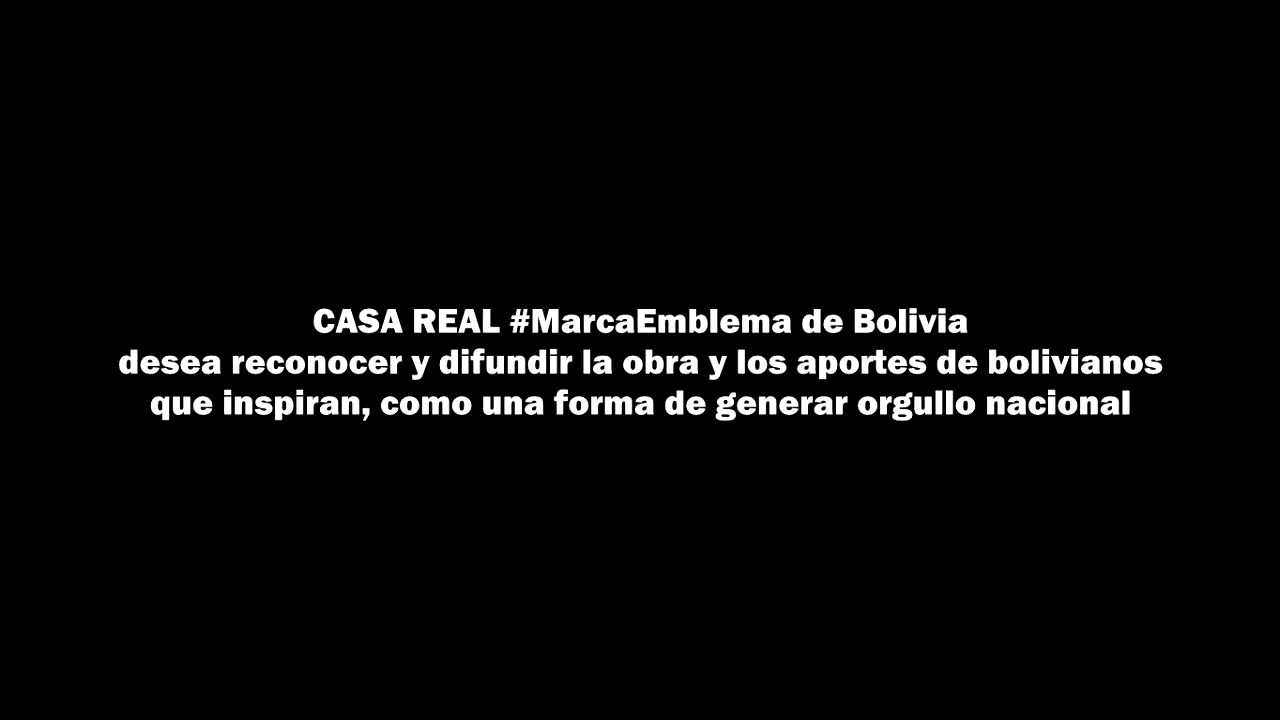 CASA REAL #MarcaEmblema de Bolivia
desea reconocer y difundir la obra y los aportes de bolivianos
que inspiran, como una forma de generar orgullo nacional